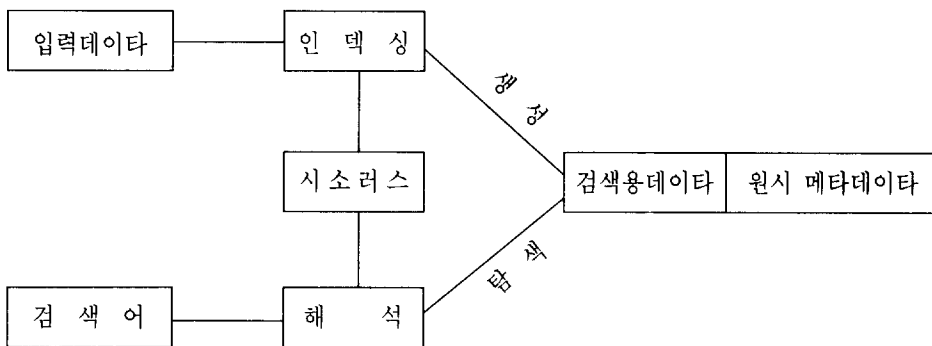 입력데이타
인덱싱
생성
시소러스
검색용데이타
원시 메타데이타
탐색
검색어
해석